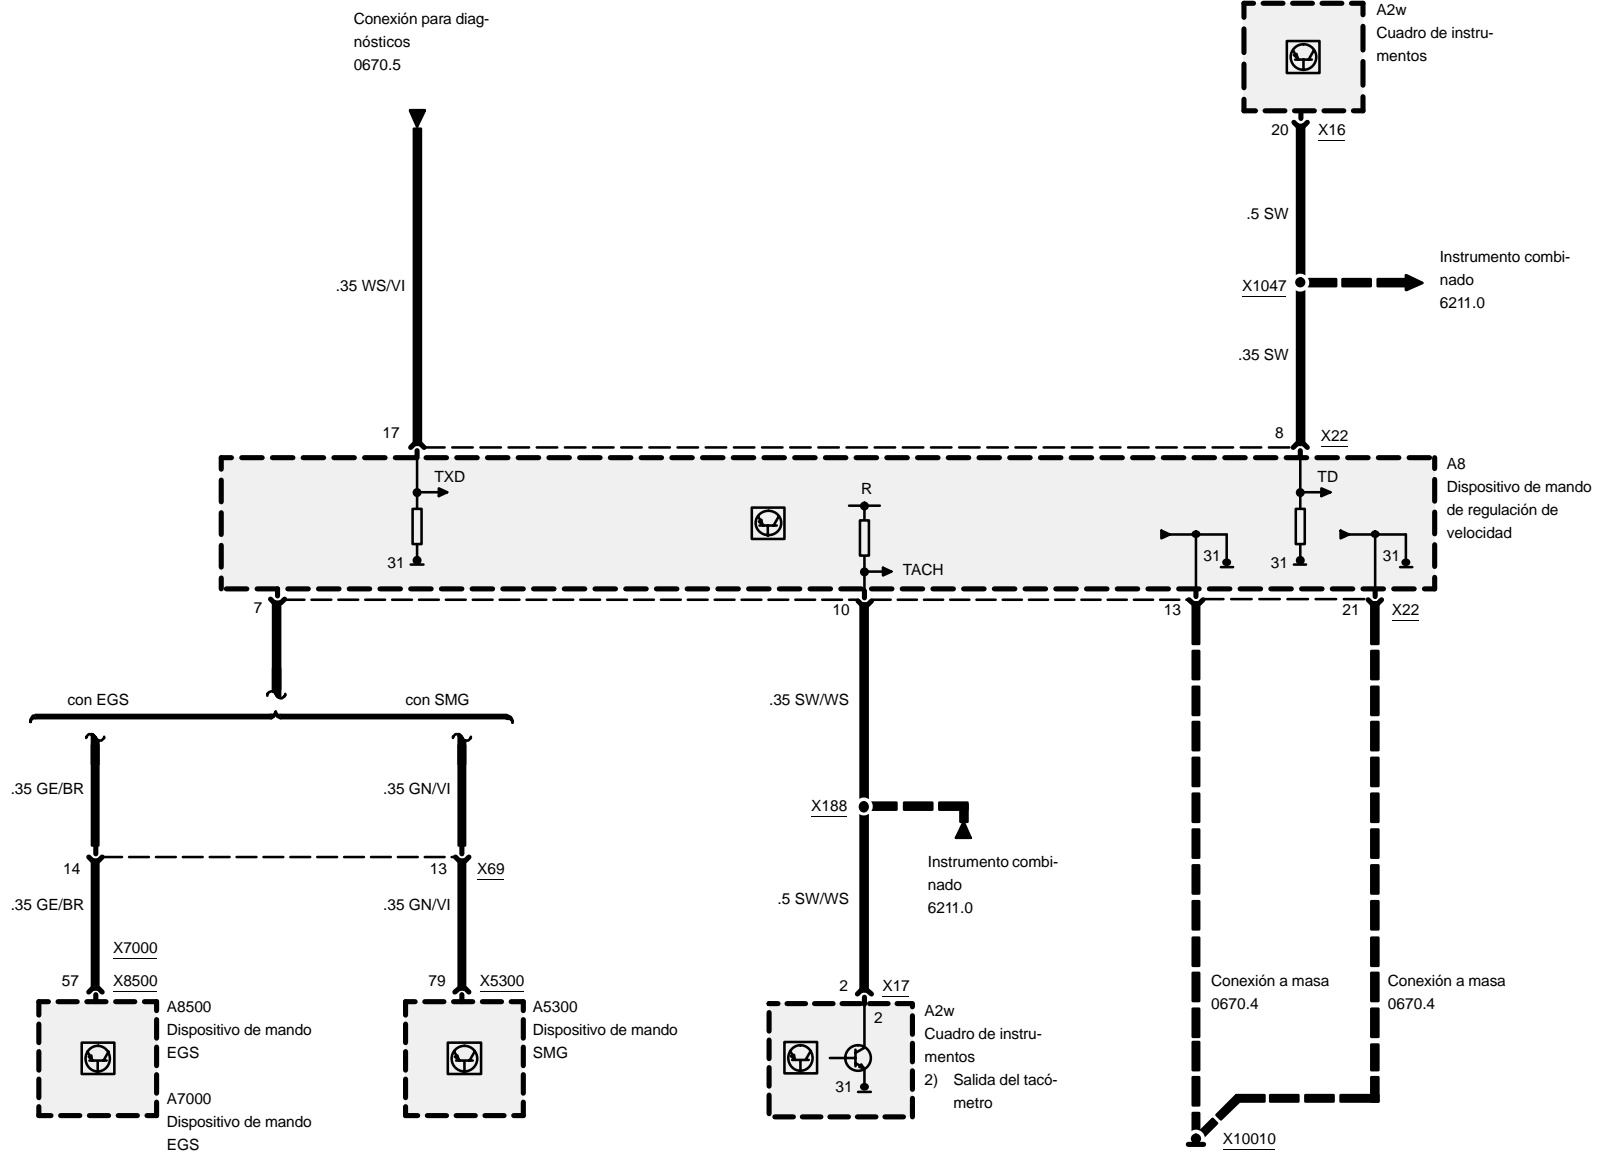 Conexión para diag-
nósticos
0670.5
A2w
Cuadro de instru-
mentos
20
X16
.5 SW
.35 WS/VI
X1047
Instrumento combi-
nado
6211.0
.35 SW
17
8
X22
TXD
31
R
TACH
31
TD
31
31
A8
Dispositivo de mando
de regulación de
velocidad
7
10
13
21
X22
con EGS
con SMG
.35 SW/WS
.35 GE/BR
.35 GN/VI
X188
Instrumento combi-
nado
6211.0
14
13
X69
.35 GE/BR
.35 GN/VI
.5 SW/WS
X7000
57
X8500
79
X5300
2
X17
Conexión a masa
0670.4
Conexión a masa
0670.4
A8500
Dispositivo de mando
EGS
A7000
Dispositivo de mando
EGS
A5300
Dispositivo de mando
SMG
2
31
A2w
Cuadro de instru-
mentos
2) Salida del tacó-
metro
X10010